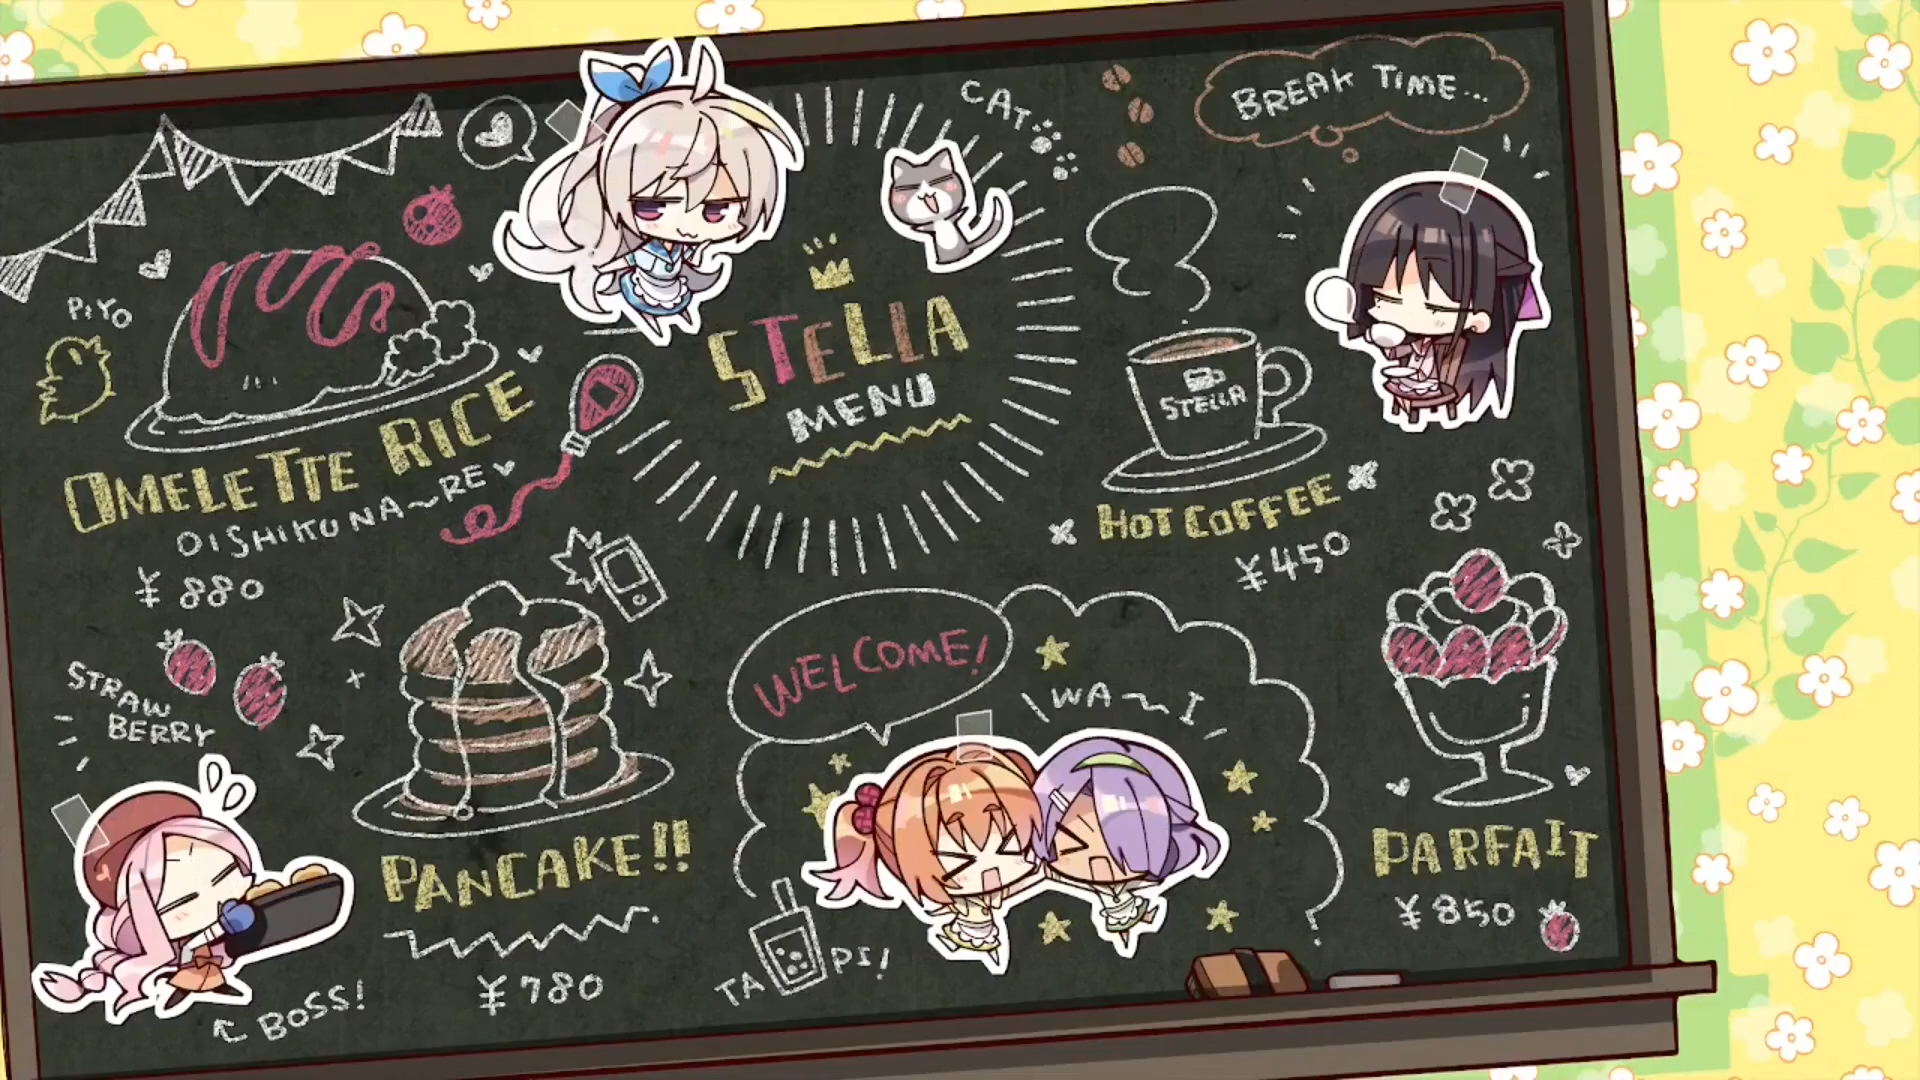 CAT
BREAK TIME...
PiYO
STELLA
MENU
STELLA
OMELETTE RICE
OISHIKUNA~RE♥
¥880
HOT COFFEE
¥450
STRAW
BERRY
WELCOME!
\WA~I
PANCAKE!!
¥780
PARFAIT
¥850
TA PI!
BOSS!